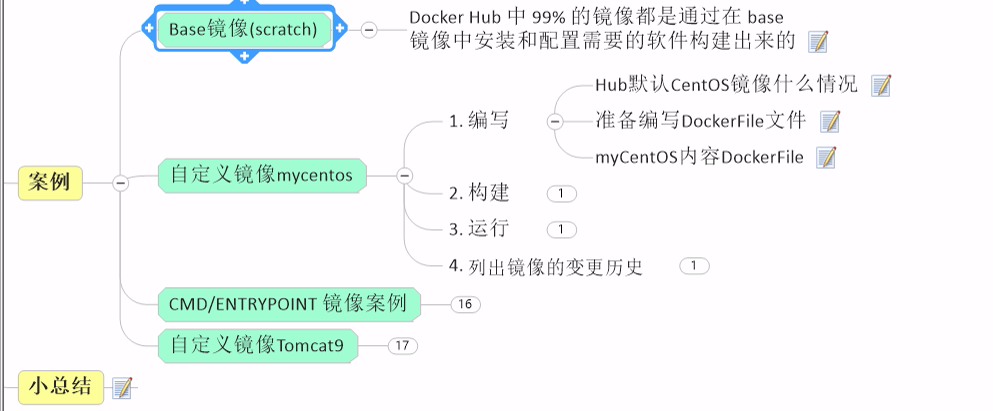 Base镜像(scratch)
Docker Hub 中 99% 的镜像都是通过在 base
镜像中安装和配置需要的软件构建出来的
案例
自定义镜像mycentos
1. 编写
Hub默认CentOS镜像什么情况
准备编写DockerFile文件
myCentOS内容DockerFile
2. 构建
1
3. 运行
1
4. 列出镜像的变更历史
1
CMD/ENTRYPOINT 镜像案例
16
自定义镜像Tomcat9
17
小总结